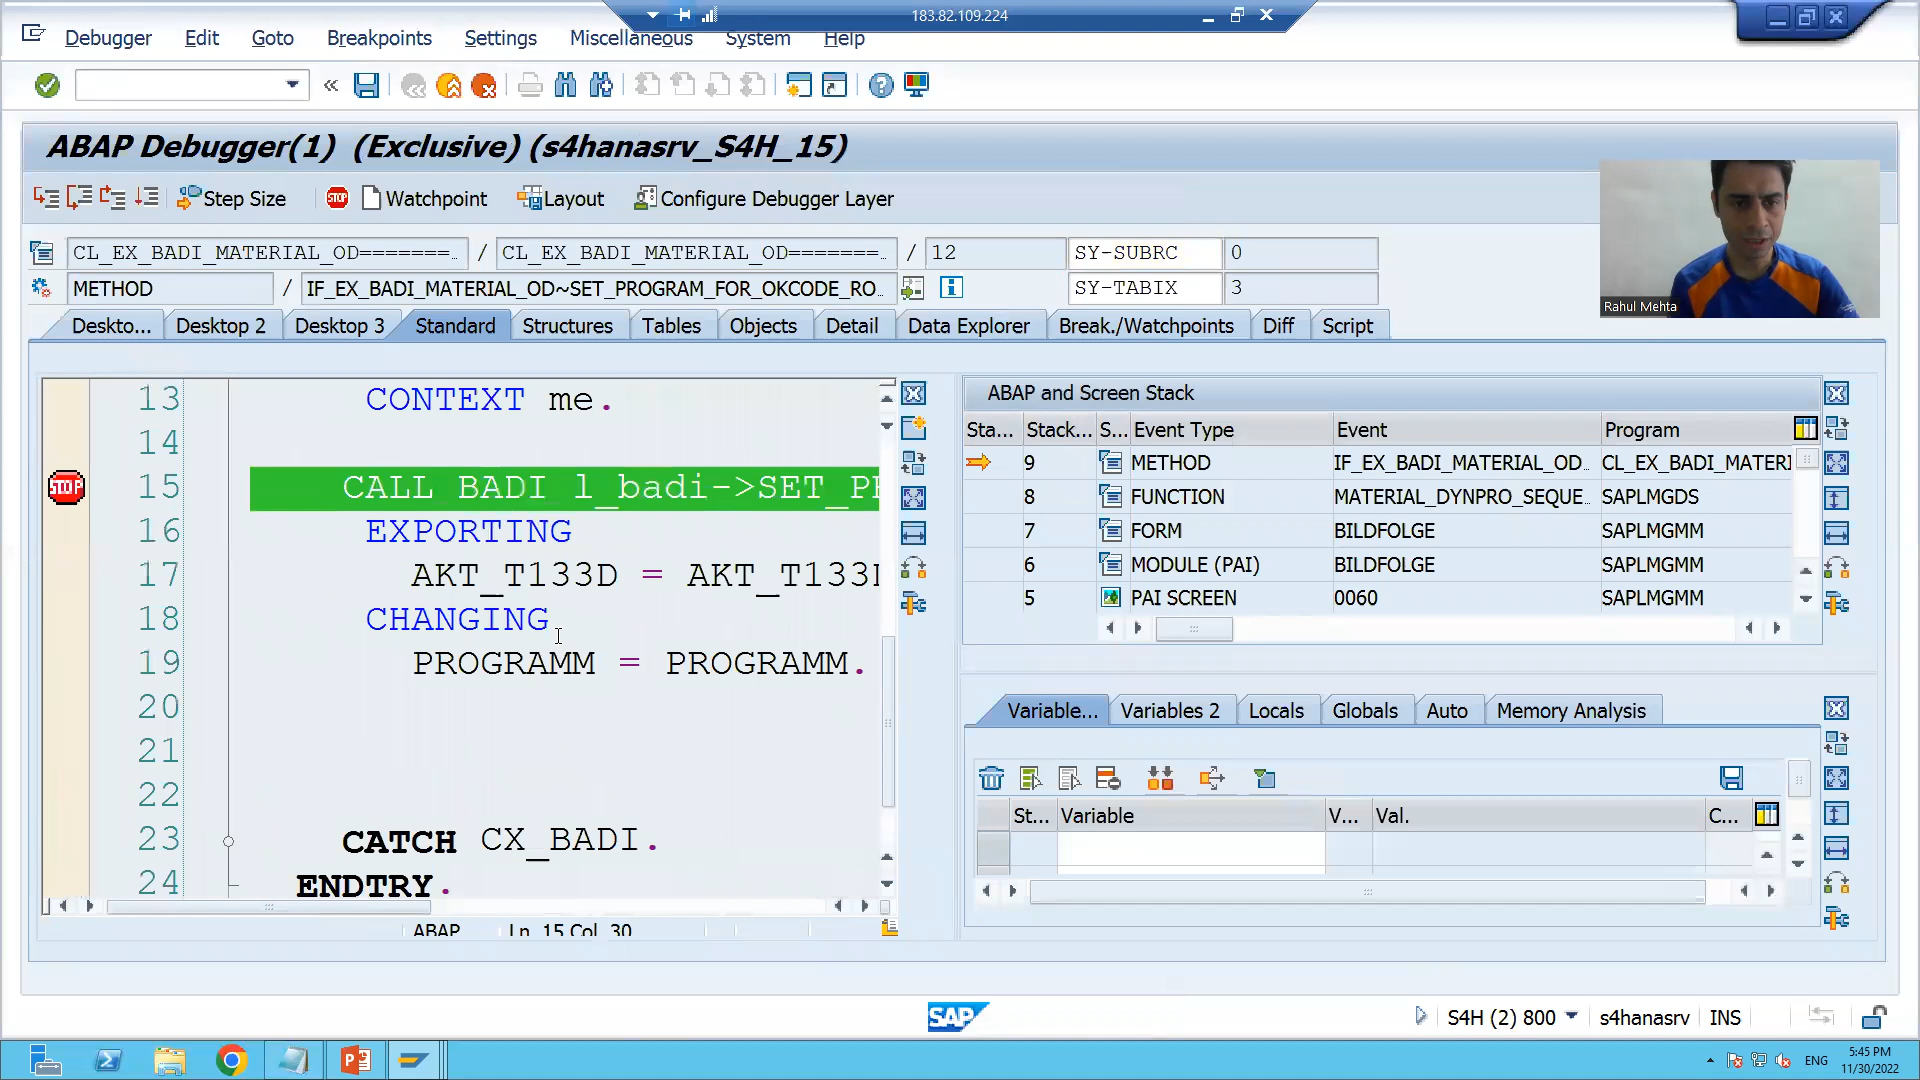 183.82.109.224
Debugger Edit Goto Breakpoints Settings Miscellaneous System Help
ABAP Debugger(1) (Exclusive) (s4hanasrv_S4H_15)
Step Size STOP Watchpoint Layout Configure Debugger Layer
CL_EX_BADI_MATERIAL_OD=======… / CL_EX_BADI_MATERIAL_OD=======… / 12 SY-SUBRC 0
METHOD / IF_EX_BADI_MATERIAL_OD~SET_PROGRAM_FOR_OKCODE_RO… SY-TABIX 3
Rahul Mehta
Deskto... Desktop 2 Desktop 3 Standard Structures Tables Objects Detail Data Explorer Break./Watchpoints Diff Script
13 CONTEXT me.
14
STOP 15 CALL BADI l_badi->SET_P
16 EXPORTING
17 AKT_T133D = AKT_T133D
18 CHANGING
19 PROGRAMM = PROGRAMM.
20
21
22
23 CATCH CX_BADI.
24 ENDTRY.
ABAP Ln 15 Col 30
ABAP and Screen Stack
Sta... Stack... S... Event Type Event Program
9 METHOD IF_EX_BADI_MATERIAL_OD… CL_EX_BADI_MATERI
8 FUNCTION MATERIAL_DYNPRO_SEQUE… SAPLMGDS
7 FORM BILDFOLGE SAPLMGMM
6 MODULE (PAI) BILDFOLGE SAPLMGMM
5 PAI SCREEN 0060 SAPLMGMM
Variable... Variables 2 Locals Globals Auto Memory Analysis
St... Variable V... Val. C...
SAP
S4H (2) 800 s4hanasrv INS
ENG
5:45 PM
11/30/2022